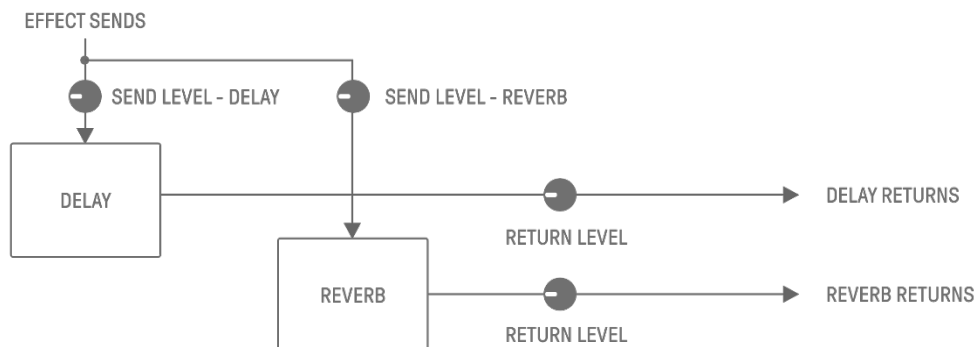 EFFECT SENDS
SEND LEVEL - DELAY
SEND LEVEL - REVERB
DELAY
DELAY RETURNS
RETURN LEVEL
REVERB
REVERB RETURNS
RETURN LEVEL